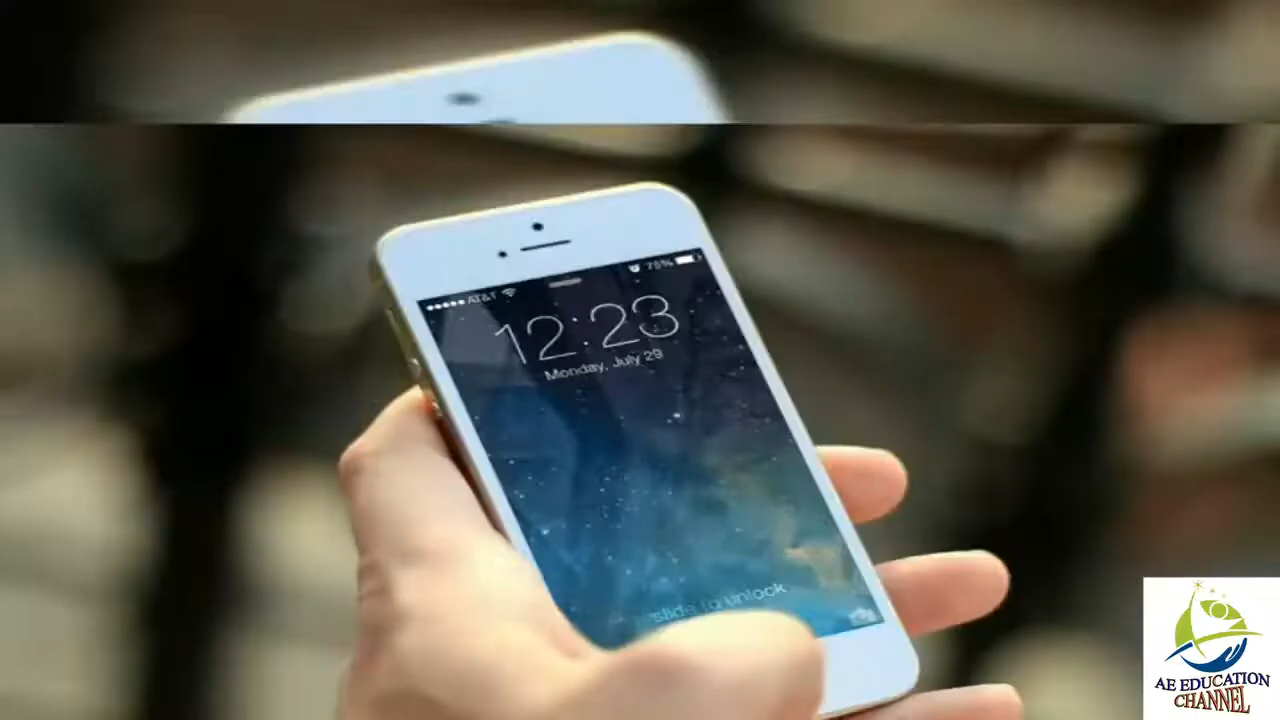 AT&T 75%
12:23
Monday, July 29
slide to unlock
AE EDUCATION
CHANNEL